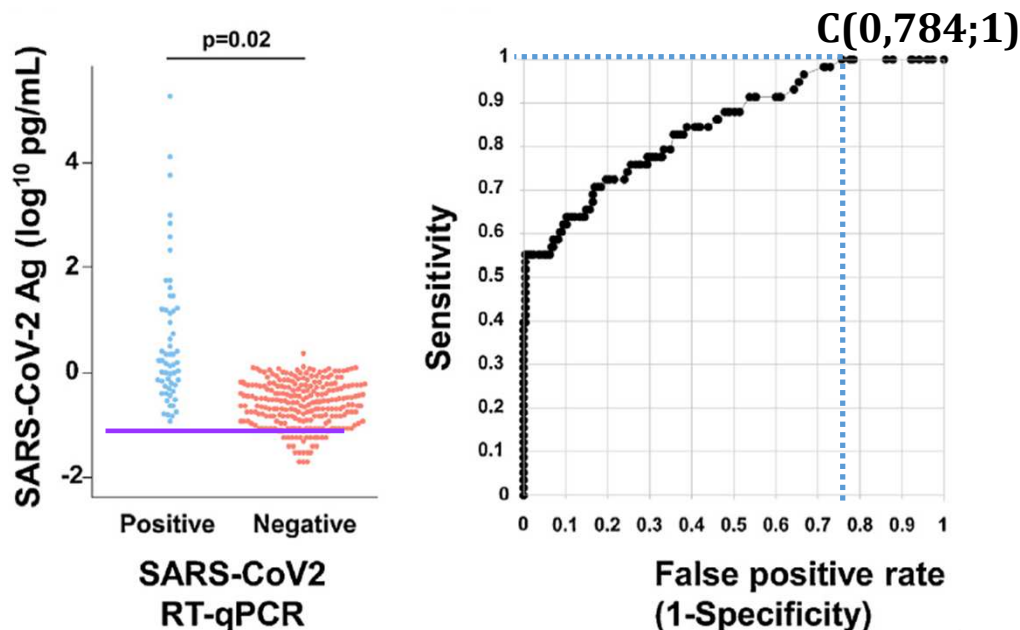 p=0.02
SARS-CoV-2 Ag (log10 pg/mL)
4
2
0
-2
Positive Negative
SARS-CoV2
RT-qPCR
C(0,784;1)
Sensitivity
1
0.9
0.8
0.7
0.6
0.5
0.4
0.3
0.2
0.1
0
0 0.1 0.2 0.3 0.4 0.5 0.6 0.7 0.8 0.9 1
False positive rate
(1-Specificity)